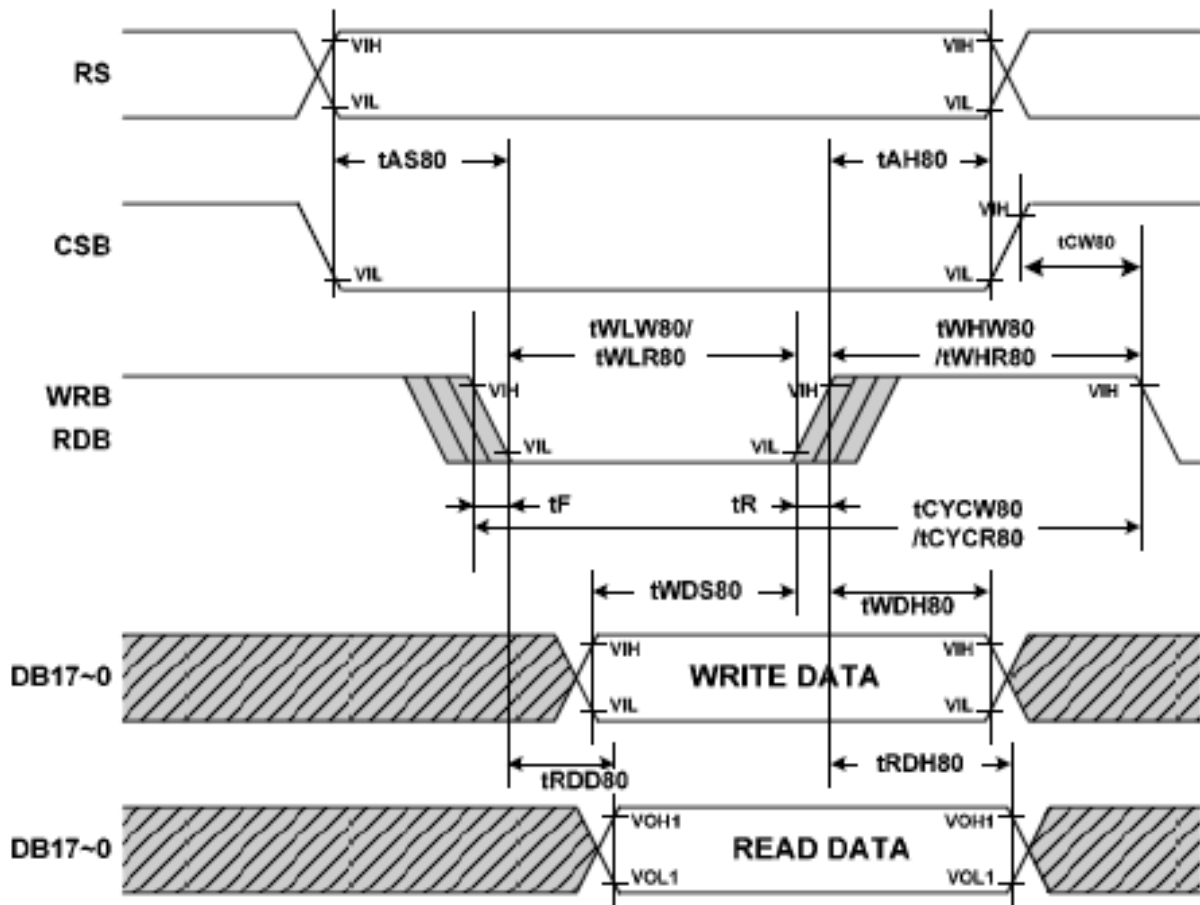 RS
VIH
VIH
VIL
VIL
tAS80
tAH80
CSB
VIH
tCW80
VIL
VIL
tWLW80/
tWLR80
tWHW80
/tWHR80
WRB
RDB
VIH
VIH
VIH
VIL
VIL
tF
tR
tCYCW80
/tCYCR80
tWDS80
tWDH80
DB17~0
VIH
WRITE DATA
VIH
VIL
VIL
tRDD80
tRDH80
DB17~0
VOH1
READ DATA
VOH1
VOL1
VOL1